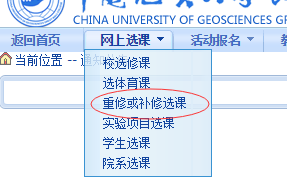 CHINA UNIVERSITY OF GEOSCIENCES
返回首页 网上选课 活动报名
当前位置 -- 通知
校选修课
选体育课
重修或补修选课
实验项目选课
学生选课
院系选课